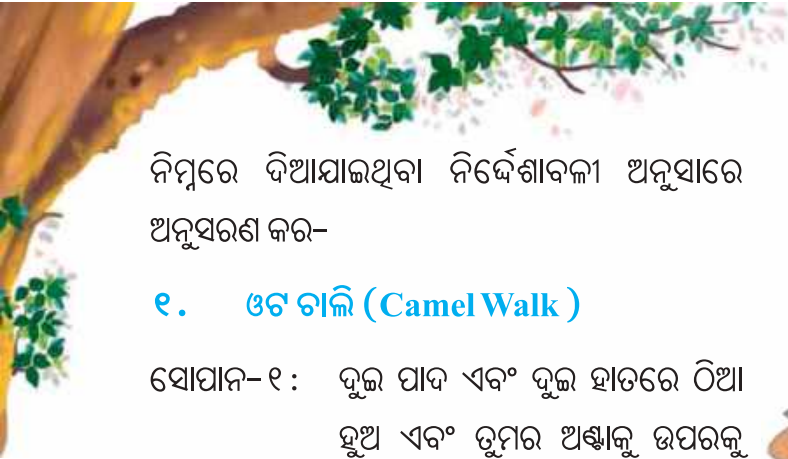 ନିମ୍ନରେ ଦିଆଯାଇଥିବା ନିର୍ଦ୍ଦେଶାବଳୀ ଅନୁସାରେ
ଅନୁସରଣ କର–
୧. ଓଟ ଚାଲି (Camel Walk )
ସୋପାନ–୧ : ଦୁଇ ପାଦ ଏବଂ ଦୁଇ ହାତରେ ଠିଆ
ହୁଅ ଏବଂ ତୁମର ଅଣ୍ଟାକୁ ଉପରକୁ